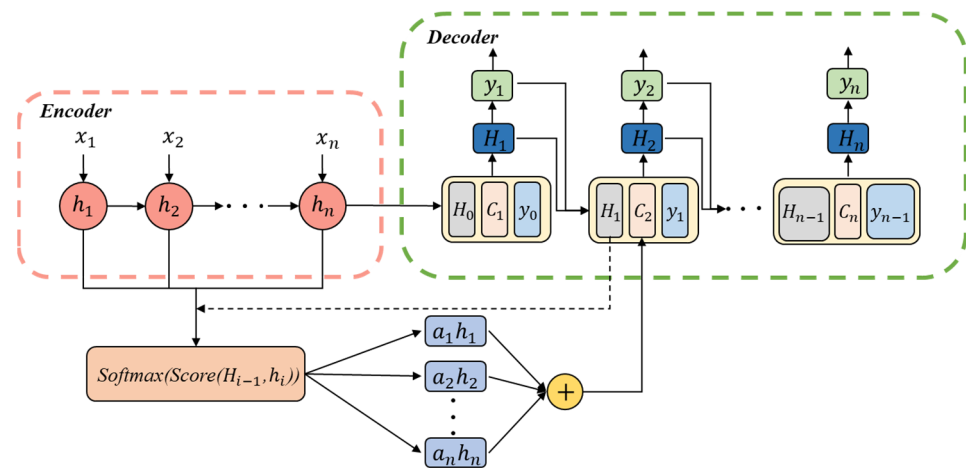 Decoder
Encoder
x₁ x₂ xₙ
h₁ h₂ · · · hₙ
y₁ y₂ yₙ
H₁ H₂ Hₙ
H₀ C₁ y₀
H₁ C₂ y₁
· · ·
Hₙ₋₁ Cₙ yₙ₋₁
Softmax(Score(Hᵢ₋₁,hᵢ))
a₁h₁
a₂h₂
· · ·
aₙhₙ
+